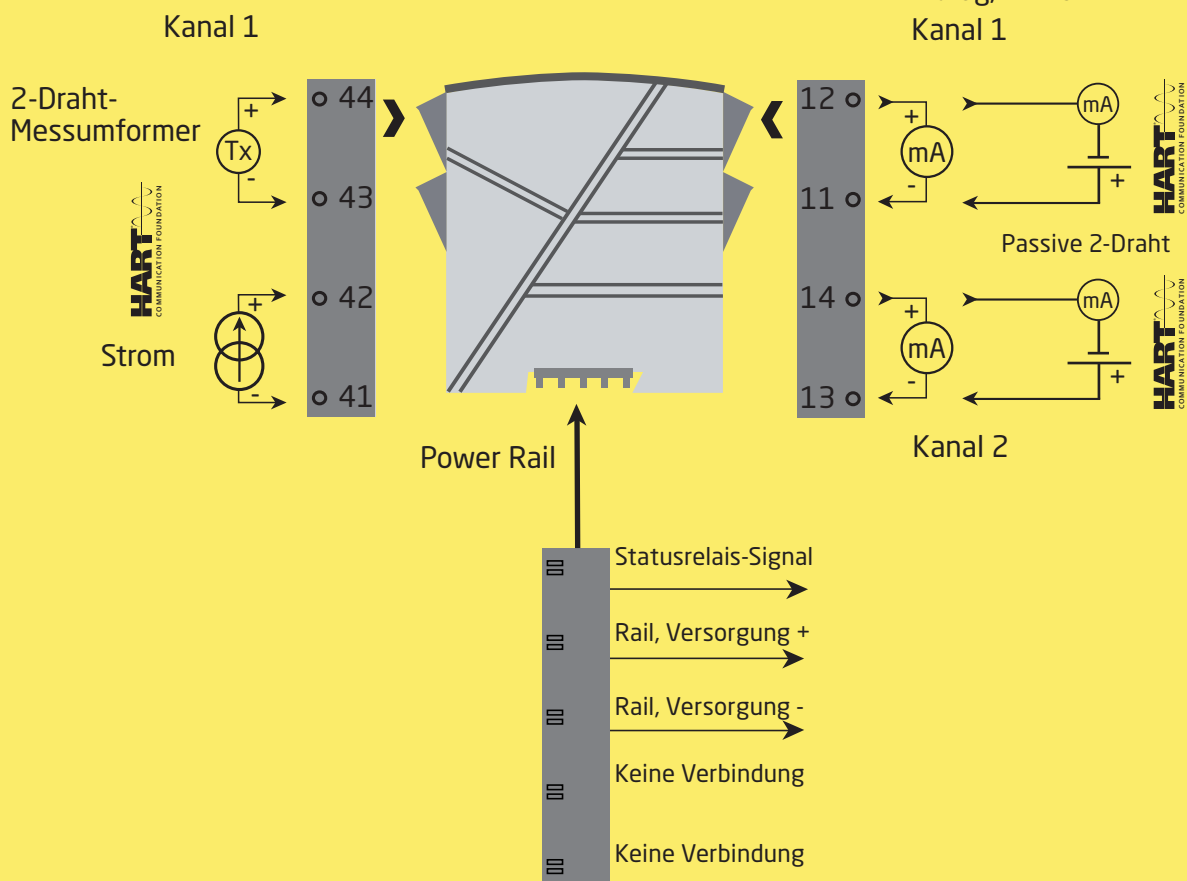 Kanal 1
2-Draht-
Messumformer
+
Tx
-
44
43
42
41
HART
COMMUNICATION FOUNDATION
Strom
+
-
Kanal 1
12
11
14
13
+
mA
-
mA
+
HART
COMMUNICATION FOUNDATION
Passive 2-Draht
+
mA
-
mA
+
HART
COMMUNICATION FOUNDATION
Kanal 2
Power Rail
Statusrelais-Signal
Rail, Versorgung +
Rail, Versorgung -
Keine Verbindung
Keine Verbindung